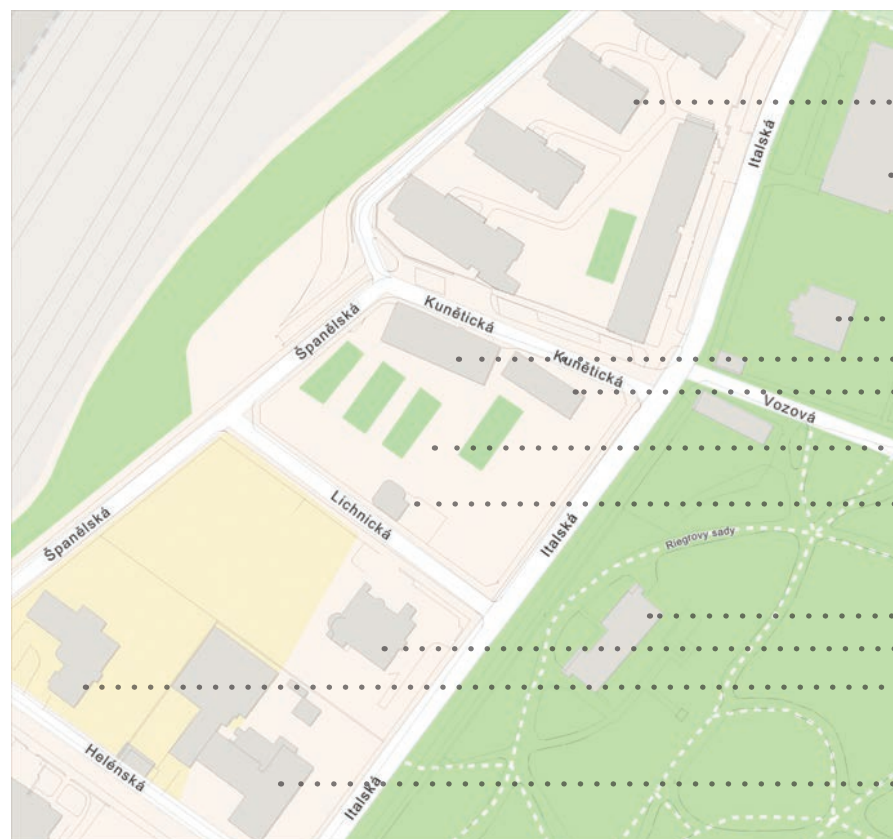 Italská
Kunětická
Španělská
Kunětická
Vozová
Lichnická
Italská
Španělská
Riegrovy sady
Helénská
Italská